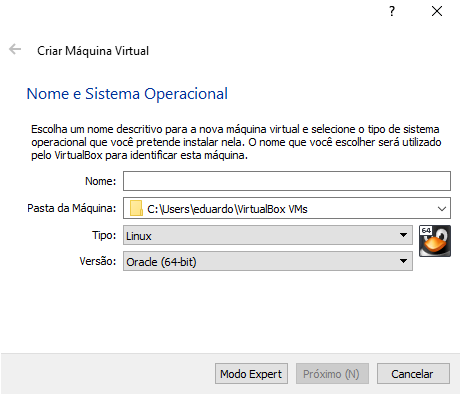 ?
Criar Máquina Virtual
Nome e Sistema Operacional
Escolha um nome descritivo para a nova máquina virtual e selecione o tipo de sistema
operacional que você pretende instalar nela. O nome que você escolher será utilizado
pelo VirtualBox para identificar esta máquina.
Nome:
Pasta da Máquina: C:\Users\eduardo\VirtualBox VMs
Tipo: Linux
64
Versão: Oracle (64-bit)
Modo Expert Próximo (N) Cancelar